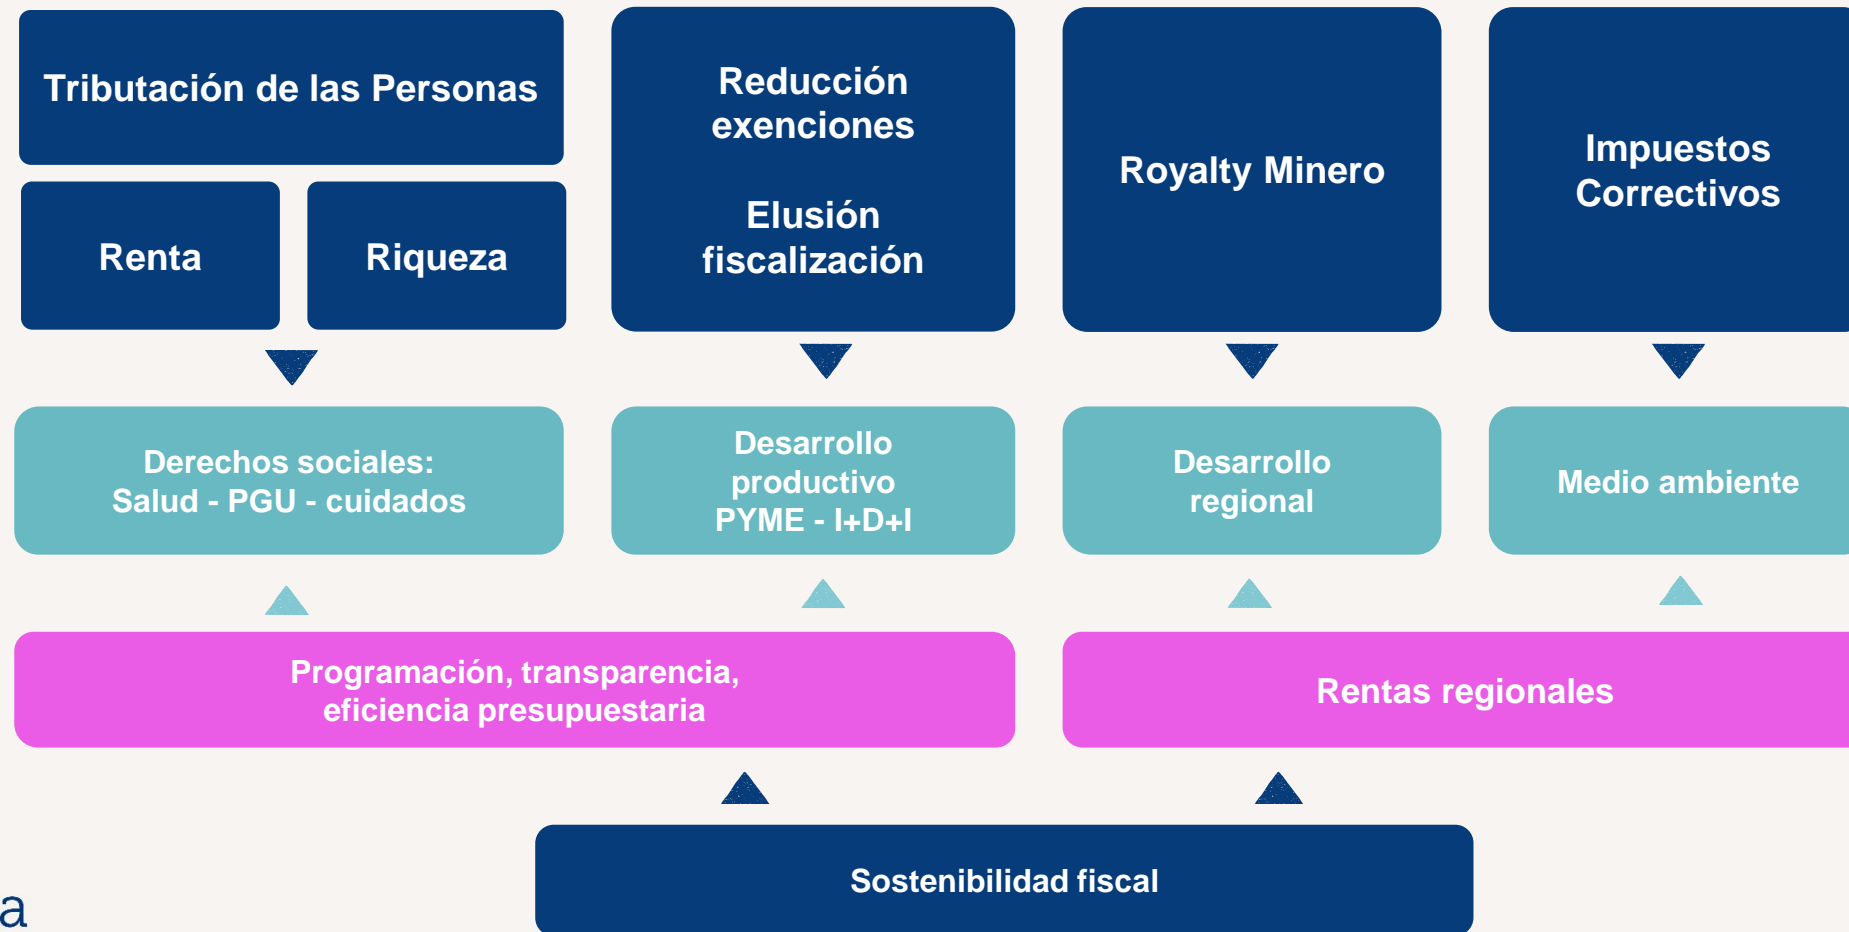 Tributación de las Personas
Renta
Riqueza
Reducción
exenciones
Elusión
fiscalización
Royalty Minero
Impuestos
Correctivos
Derechos sociales:
Salud - PGU - cuidados
Desarrollo
productivo
PYME - I+D+I
Desarrollo
regional
Medio ambiente
Programación, transparencia,
eficiencia presupuestaria
Rentas regionales
Sostenibilidad fiscal
a